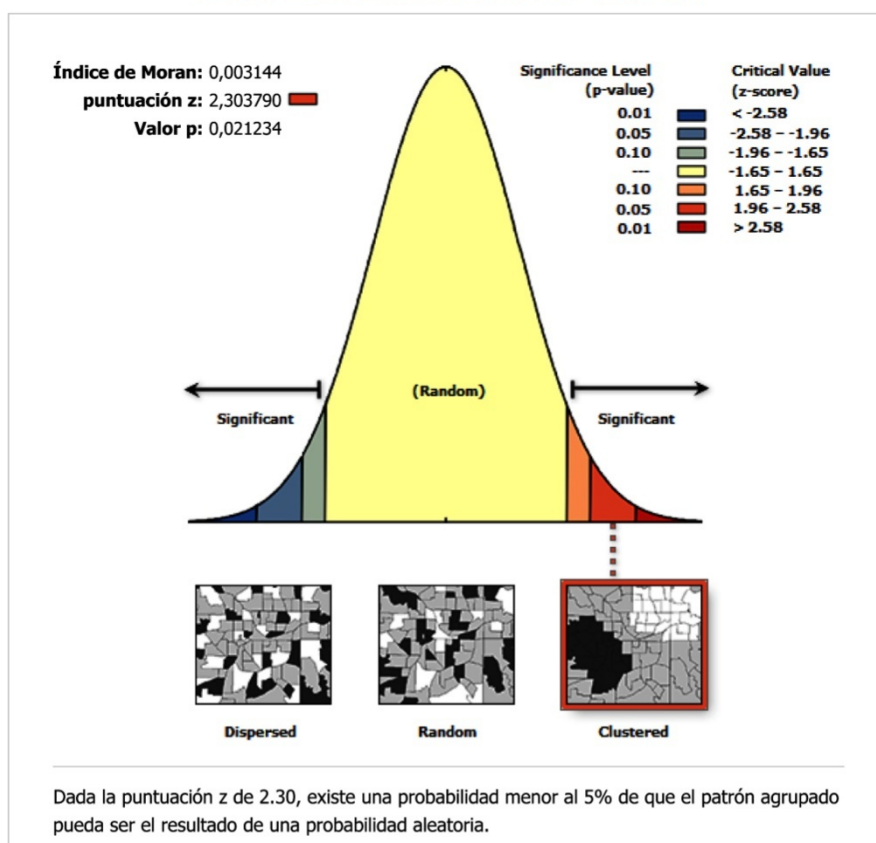 Índice de Moran: 0,003144
puntuación z: 2,303790
Valor p: 0,021234
Significance Level
(p-value)
Critical Value
(z-score)
0.01 < -2.58
0.05 -2.58 – -1.96
0.10 -1.96 – -1.65
--- -1.65 – 1.65
0.10 1.65 – 1.96
0.05 1.96 – 2.58
0.01 > 2.58
(Random)
Significant
Significant
Dispersed
Random
Clustered
Dada la puntuación z de 2.30, existe una probabilidad menor al 5% de que el patrón agrupado
pueda ser el resultado de una probabilidad aleatoria.